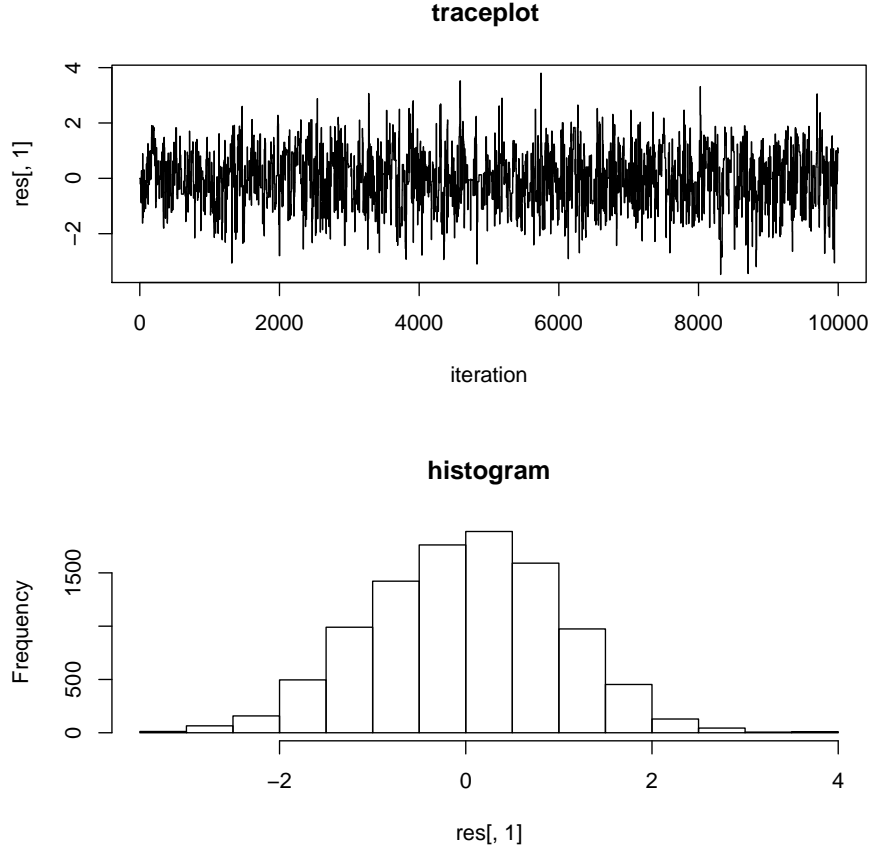 traceplot
res[, 1]
4
2
0
−2
0 2000 4000 6000 8000 10000
iteration
histogram
Frequency
1500
500
0
−2 0 2 4
res[, 1]